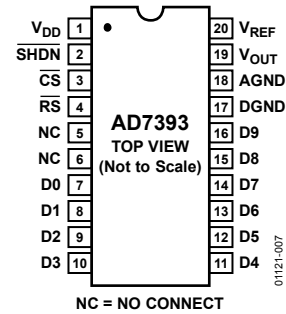 VDD 1
SHDN 2
CS 3
RS 4
NC 5
NC 6
D0 7
D1 8
D2 9
D3 10
AD7393
TOP VIEW
(Not to Scale)
20 VREF
19 VOUT
18 AGND
17 DGND
16 D9
15 D8
14 D7
13 D6
12 D5
11 D4
01121-007
NC = NO CONNECT